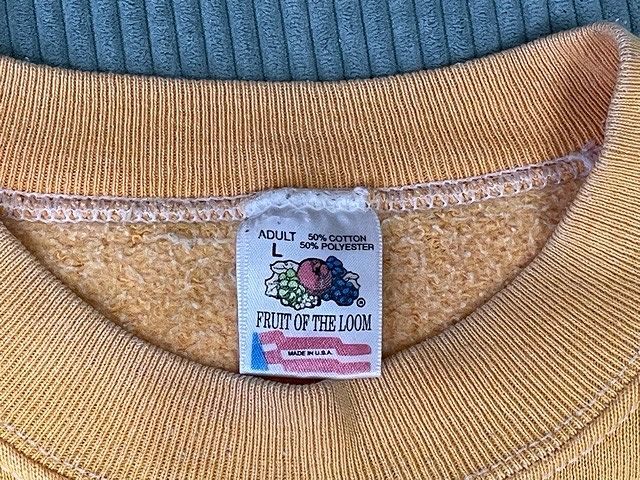 ADULT 50% COTTON
L 50% POLYESTER
®
FRUIT OF THE LOOM
MADE IN U.S.A.